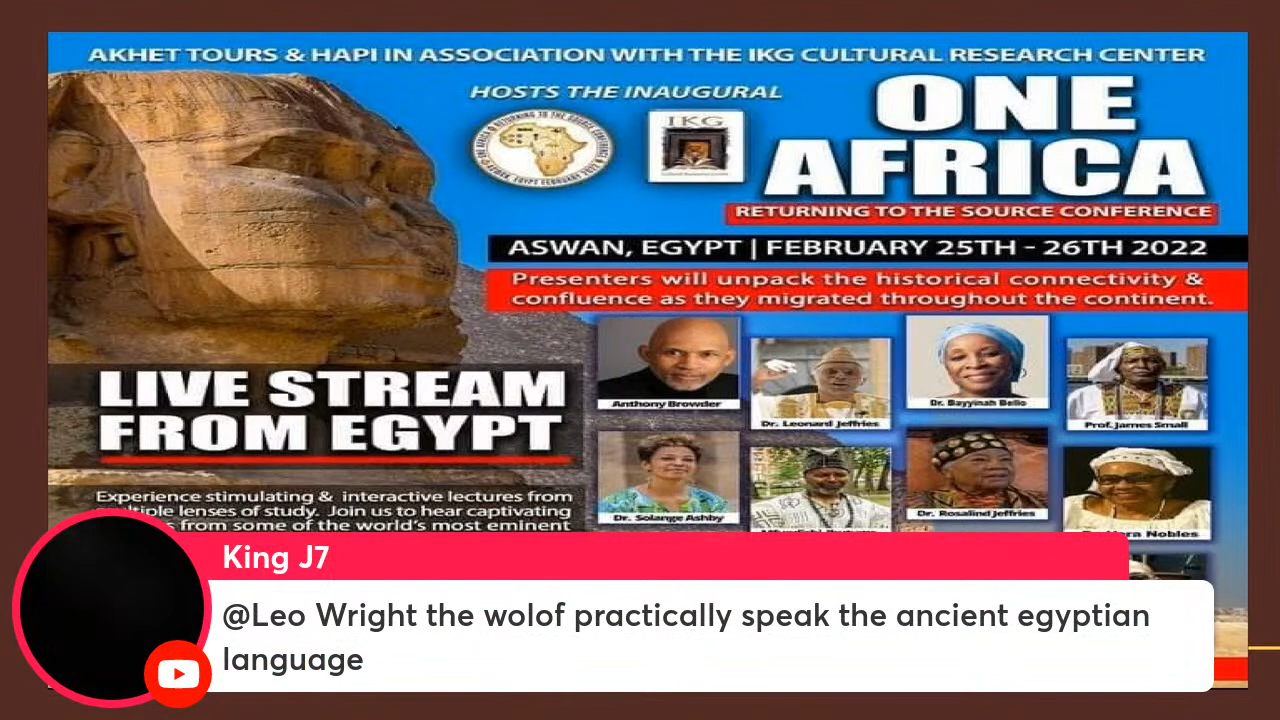 AKHET TOURS & HAPI IN ASSOCIATION WITH THE IKG CULTURAL RESEARCH CENTER
HOSTS THE INAUGURAL
IKG
ONE
AFRICA
RETURNING TO THE SOURCE CONFERENCE
ASWAN, EGYPT | FEBRUARY 25TH - 26TH 2022
Presenters will unpack the historical connectivity &
confluence as they migrated throughout the continent.
LIVE STREAM
FROM EGYPT
Anthony Browder
Dr. Leonard Jeffries
Dr. Bayyinah Bello
Prof. James Small
Dr. Solange Ashby
Dr. Rosalind Jeffries
Nobles
Experience stimulating & interactive lectures from
lenses of study. Join us to hear captivating
from some of the world's most eminent
King J7
@Leo Wright the wolof practically speak the ancient egyptian
language